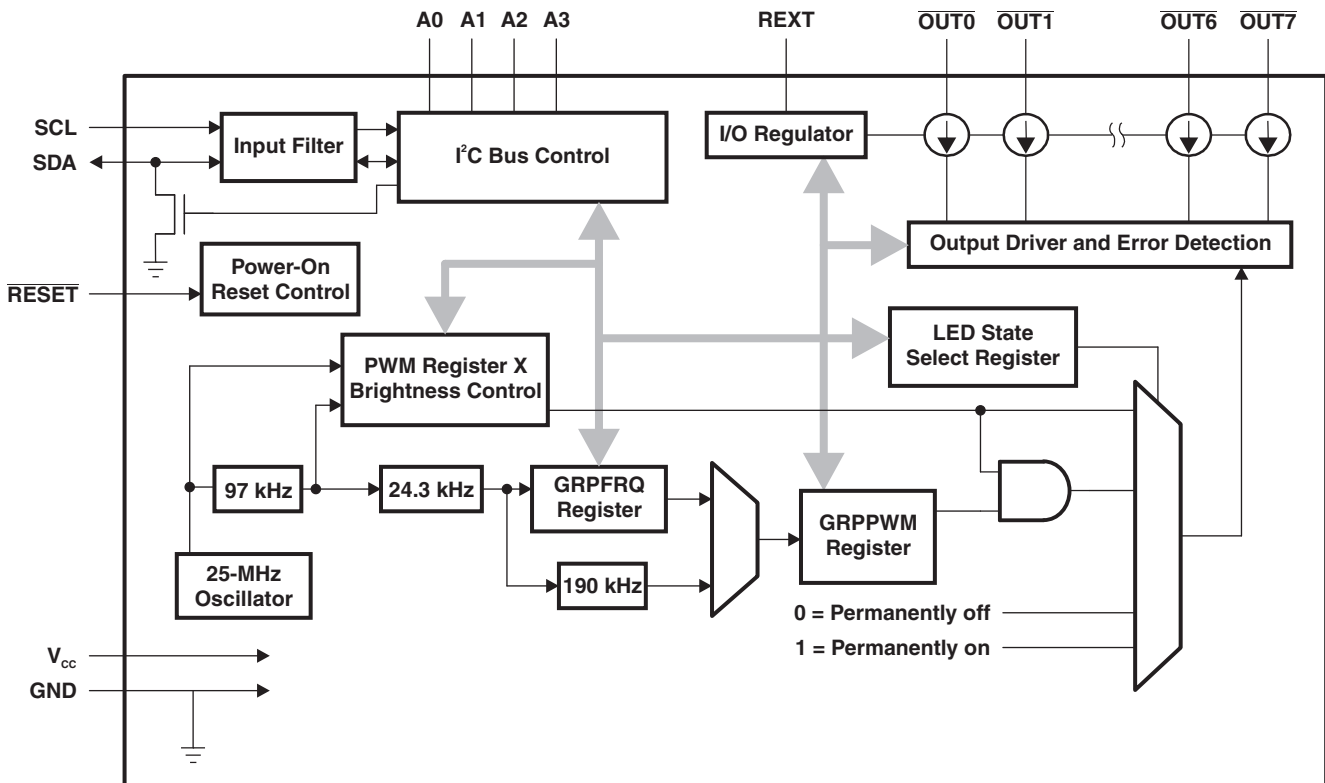 A0 A1 A2 A3 REXT OUT0 OUT1 OUT6 OUT7
SCL
SDA
Input Filter
I²C Bus Control
I/O Regulator
Output Driver and Error Detection
RESET
Power-On
Reset Control
LED State
Select Register
PWM Register X
Brightness Control
97 kHz
24.3 kHz
GRPFRQ
Register
GRPPWM
Register
25-MHz
Oscillator
190 kHz
0 = Permanently off
1 = Permanently on
VCC
GND